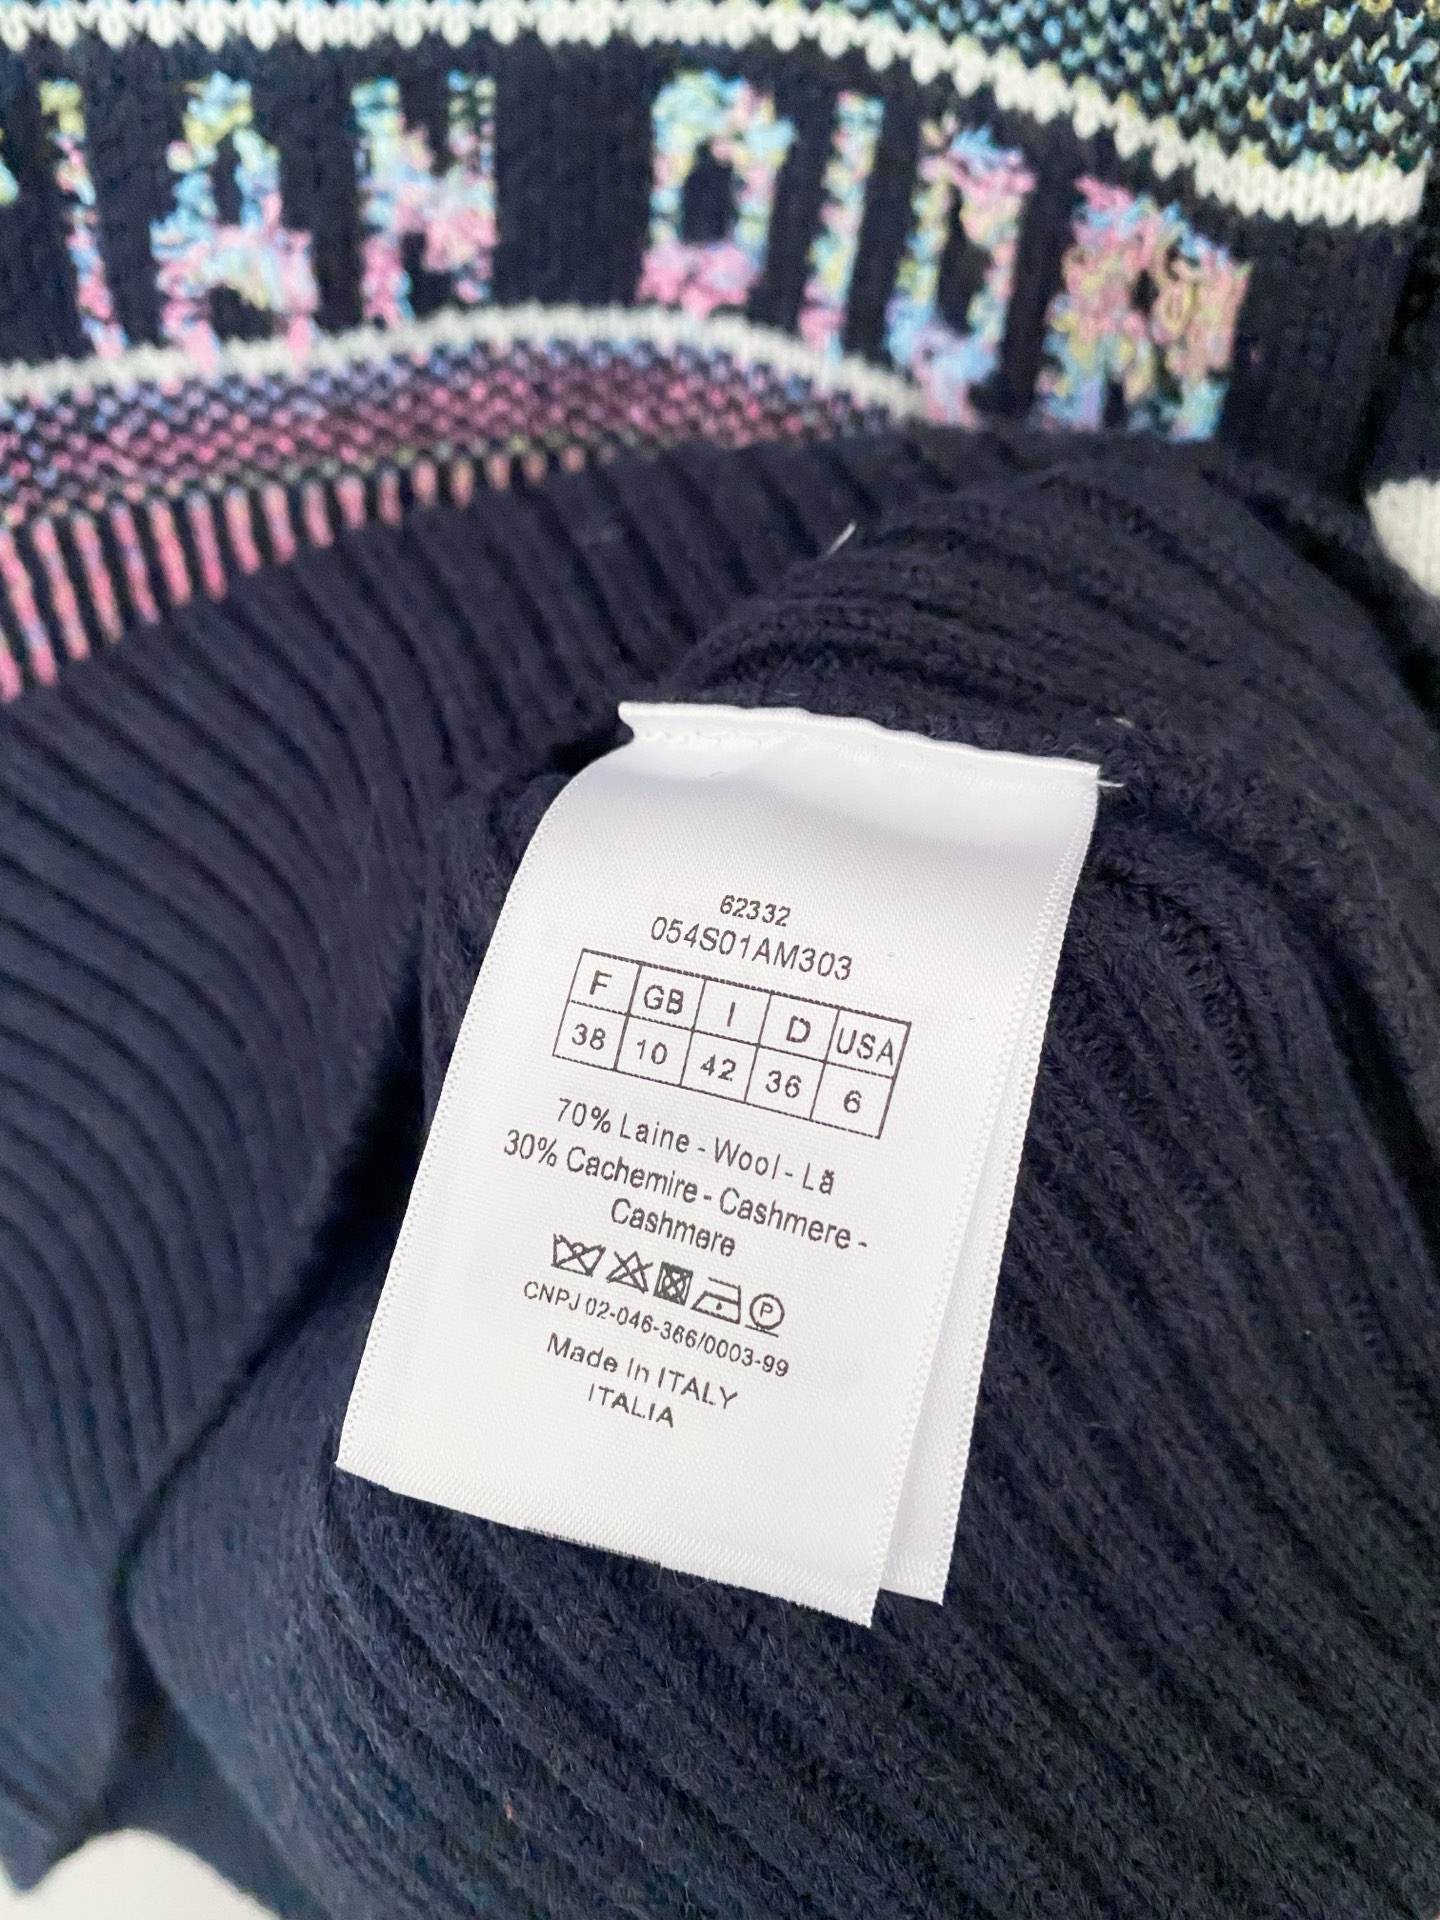 62332
054S01AM303
F GB I D USA
38 10 42 36 6
70% Laine - Wool - Lã
30% Cachemire - Cashmere -
Cashmere
P
CNPJ 02-046-366/0003-99
Made In ITALY
ITALIA